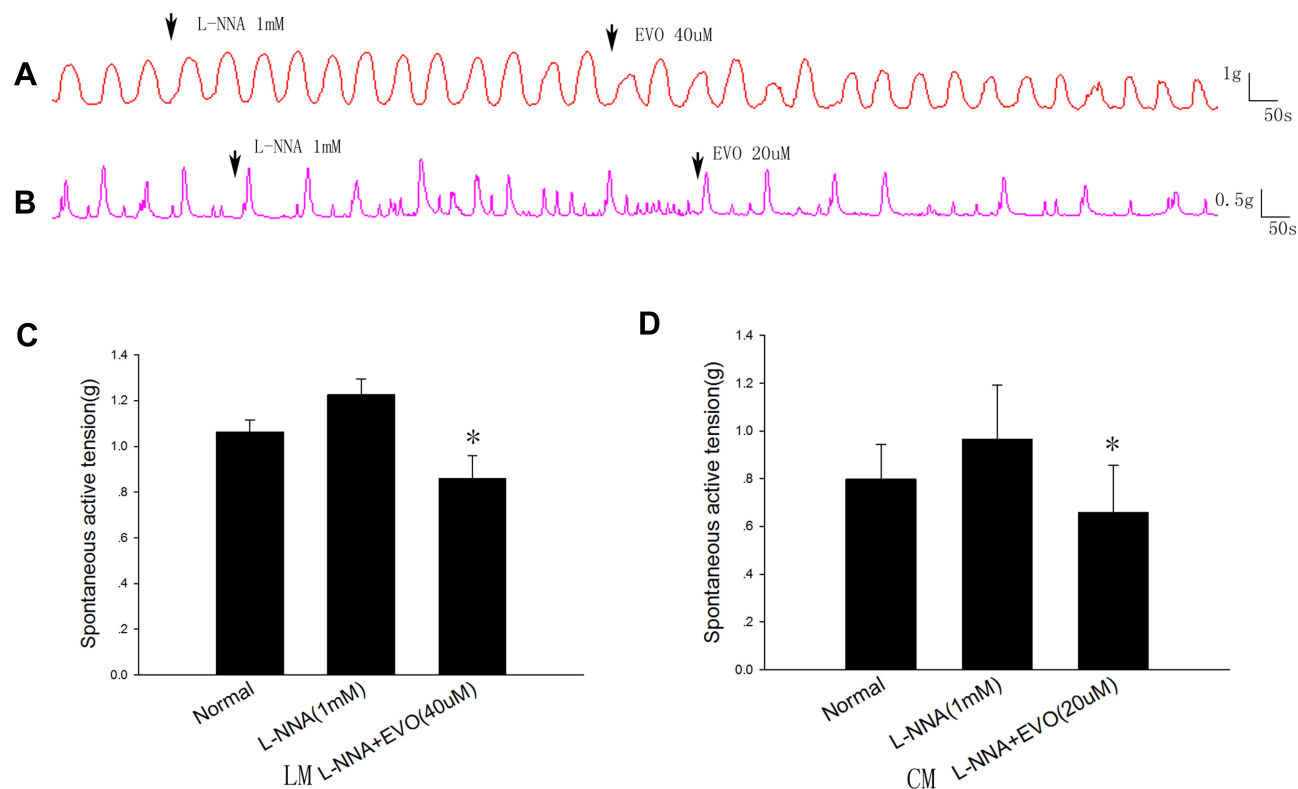 L-NNA 1mM
EVO 40uM
A
1g
50s
L-NNA 1mM
EVO 20uM
B
0.5g
50s
C
Spontaneous active tension(g)
1.4
1.2
1.0
.8
.6
.4
.2
0.0
Normal
L-NNA(1mM)
L-NNA+EVO(40uM)
*
LM
D
Spontaneous active tension(g)
1.4
1.2
1.0
.8
.6
.4
.2
0.0
Normal
L-NNA(1mM)
L-NNA+EVO(20uM)
*
CM